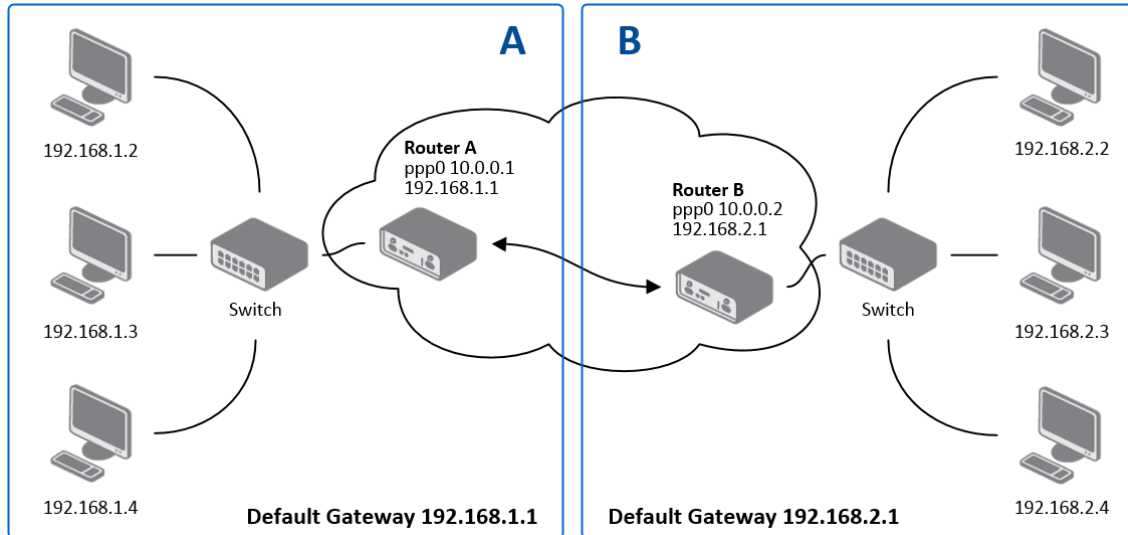 A
192.168.1.2
192.168.1.3
192.168.1.4
Switch
Router A
ppp0 10.0.0.1
192.168.1.1
Default Gateway 192.168.1.1
B
Router B
ppp0 10.0.0.2
192.168.2.1
Switch
192.168.2.2
192.168.2.3
192.168.2.4
Default Gateway 192.168.2.1